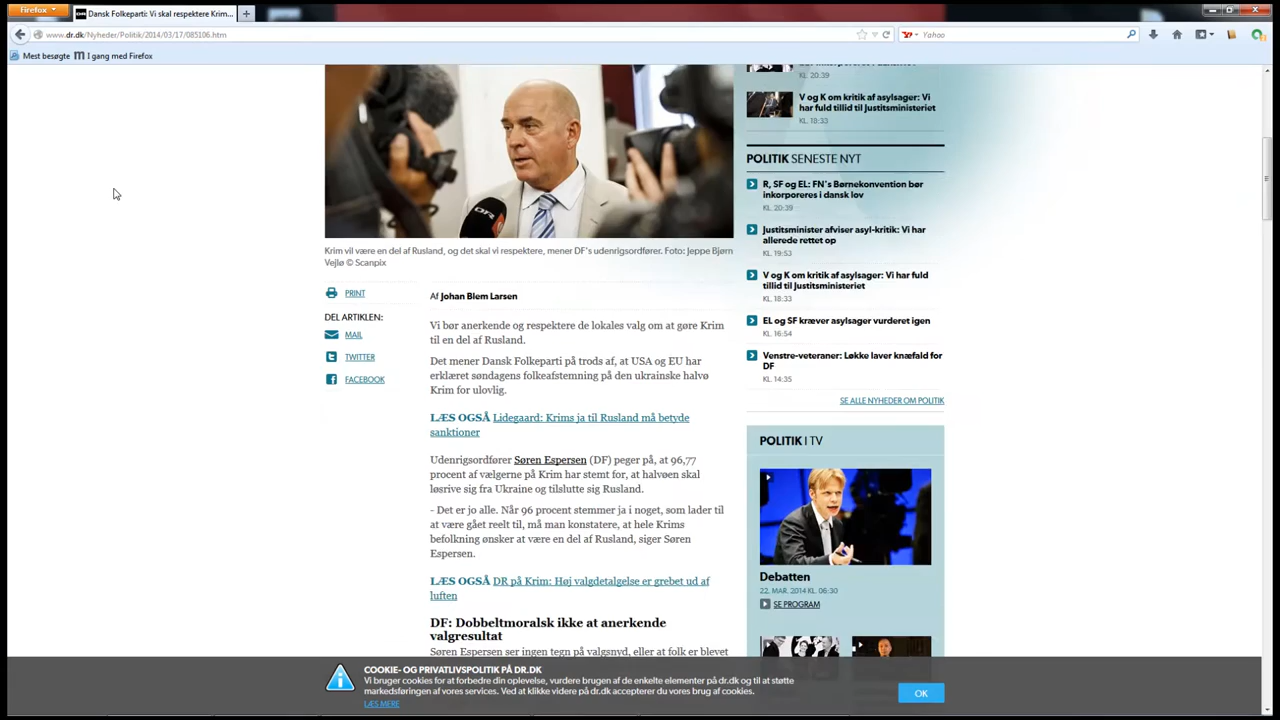 Firefox
Dansk Folkeparti: Vi skal respektere Krim...
www.dr.dk/Nyheder/Politik/2014/03/17/085106.htm
Yahoo
Mest besøgte
I gang med Firefox
KL. 20:39
V og K om kritik af asylsager: Vi
har fuld tillid til Justitsministeriet
KL. 18:33
DR
Krim vil være en del af Rusland, og det skal vi respektere, mener DF's udenrigsordfører. Foto: Jeppe Bjørn
Vejlø © Scanpix
PRINT
DEL ARTIKLEN:
MAIL
TWITTER
FACEBOOK
Af Johan Blem Larsen
Vi bør anerkende og respektere de lokales valg om at gøre Krim
til en del af Rusland.
Det mener Dansk Folkeparti på trods af, at USA og EU har
erklæret søndagens folkeafstemning på den ukrainske halvø
Krim for ulovlig.
LÆS OGSÅ Lidegaard: Krims ja til Rusland må betyde
sanktioner
Udenrigsordfører Søren Espersen (DF) peger på, at 96,77
procent af vælgerne på Krim har stemt for, at halvøen skal
løsrive sig fra Ukraine og tilslutte sig Rusland.
- Det er jo alle. Når 96 procent stemmer ja i noget, som lader til
at være gået reelt til, må man konstatere, at hele Krims
befolkning ønsker at være en del af Rusland, siger Søren
Espersen.
LÆS OGSÅ DR på Krim: Høj valgdetalgelse er grebet ud af
luften
DF: Dobbeltmoralsk ikke at anerkende
valgresultat
Søren Espersen ser ingen tegn på valgsnyd, eller at folk er blevet
POLITIK SENESTE NYT
R, SF og EL: FN's Børnekonvention bør
inkorporeres i dansk lov
KL. 20:39
Justitsminister afviser asyl-kritik: Vi har
allerede rettet op
KL. 19:53
V og K om kritik af asylsager: Vi har fuld
tillid til Justitsministeriet
KL. 18:33
EL og SF kræver asylsager vurderet igen
KL. 16:54
Venstre-veteraner: Løkke laver knæfald for
DF
KL. 14:35
SE ALLE NYHEDER OM POLITIK
POLITIK I TV
Debatten
22. MAR. 2014 KL. 06:30
SE PROGRAM
COOKIE- OG PRIVATLIVSPOLITIK PÅ DR.DK
Vi bruger cookies for at forbedre din oplevelse, vurdere brugen af de enkelte elementer på dr.dk og til at støtte
markedsføringen af vores services. Ved at klikke videre på dr.dk accepterer du vores brug af cookies.
LÆS MERE
OK